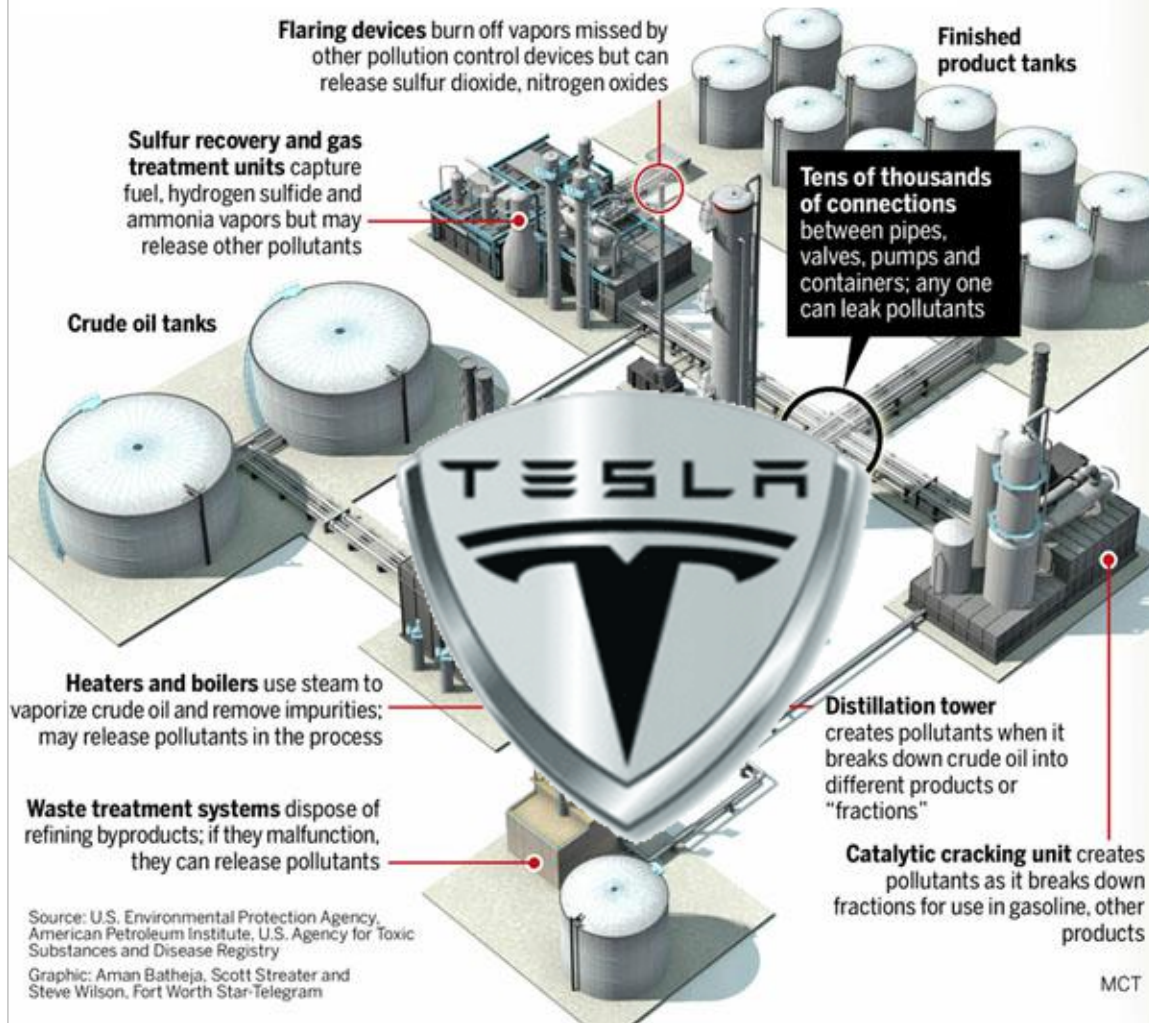 Flaring devices burn off vapors missed by
other pollution control devices but can
release sulfur dioxide, nitrogen oxides
Finished
product tanks
Sulfur recovery and gas
treatment units capture
fuel, hydrogen sulfide and
ammonia vapors but may
release other pollutants
Tens of thousands
of connections
between pipes,
valves, pumps and
containers; any one
can leak pollutants
Crude oil tanks
TESLA
Heaters and boilers use steam to
vaporize crude oil and remove impurities;
may release pollutants in the process
Distillation tower
creates pollutants when it
breaks down crude oil into
different products or
“fractions”
Waste treatment systems dispose of
refining byproducts; if they malfunction,
they can release pollutants
Catalytic cracking unit creates
pollutants as it breaks down
fractions for use in gasoline, other
products
Source: U.S. Environmental Protection Agency,
American Petroleum Institute, U.S. Agency for Toxic
Substances and Disease Registry
Graphic: Aman Batheja, Scott Streater and
Steve Wilson, Fort Worth Star-Telegram
MCT